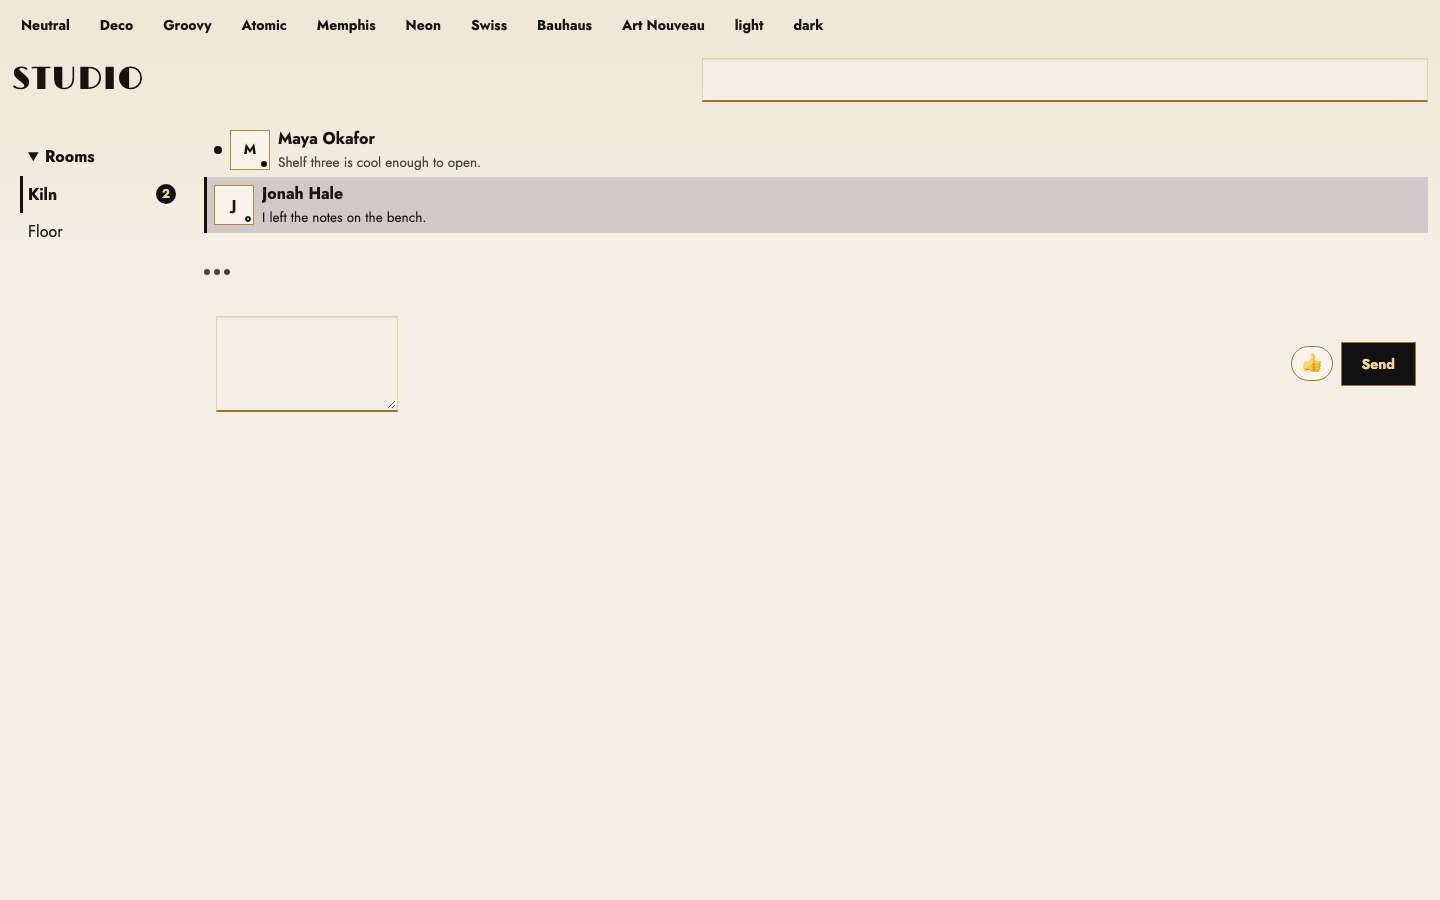 Neutral Deco Groovy Atomic Memphis Neon Swiss Bauhaus Art Nouveau light dark
STUDIO
Rooms
Kiln 2
Floor
M Maya Okafor
Shelf three is cool enough to open.
J Jonah Hale
I left the notes on the bench.
👍 Send